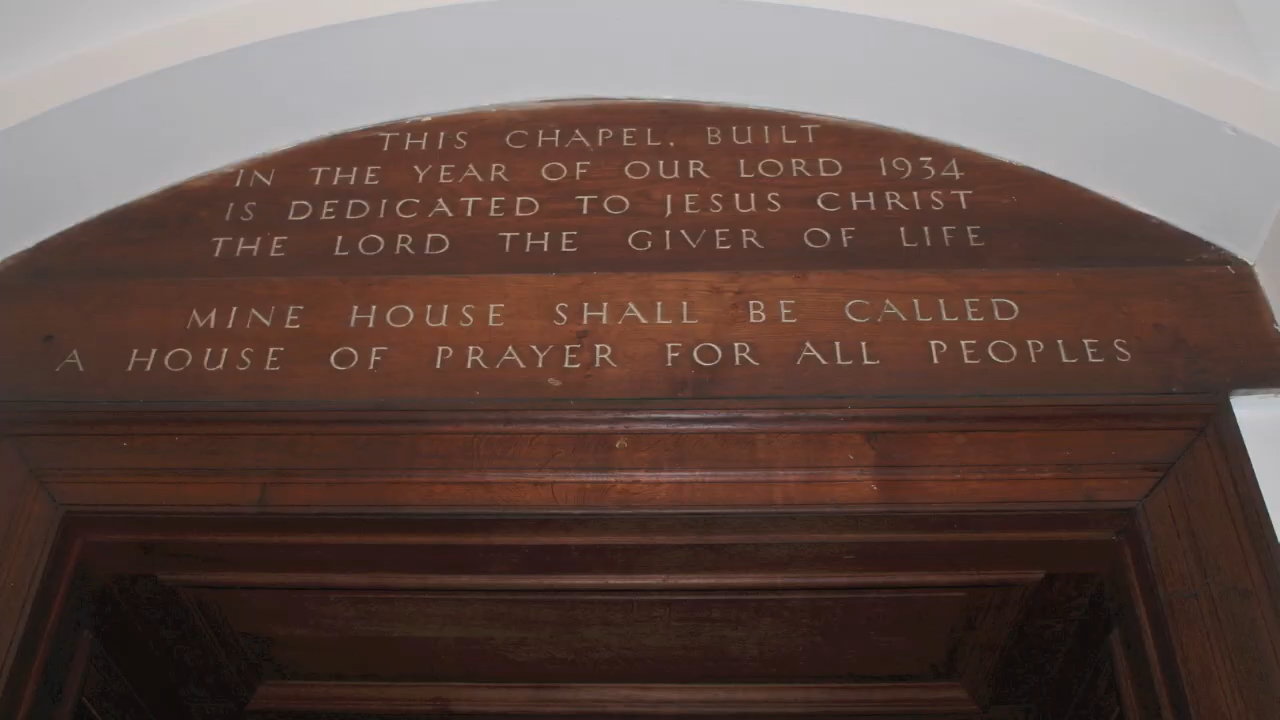 THIS CHAPEL, BUILT
IN THE YEAR OF OUR LORD 1934
IS DEDICATED TO JESUS CHRIST
THE LORD THE GIVER OF LIFE
MINE HOUSE SHALL BE CALLED
A HOUSE OF PRAYER FOR ALL PEOPLES